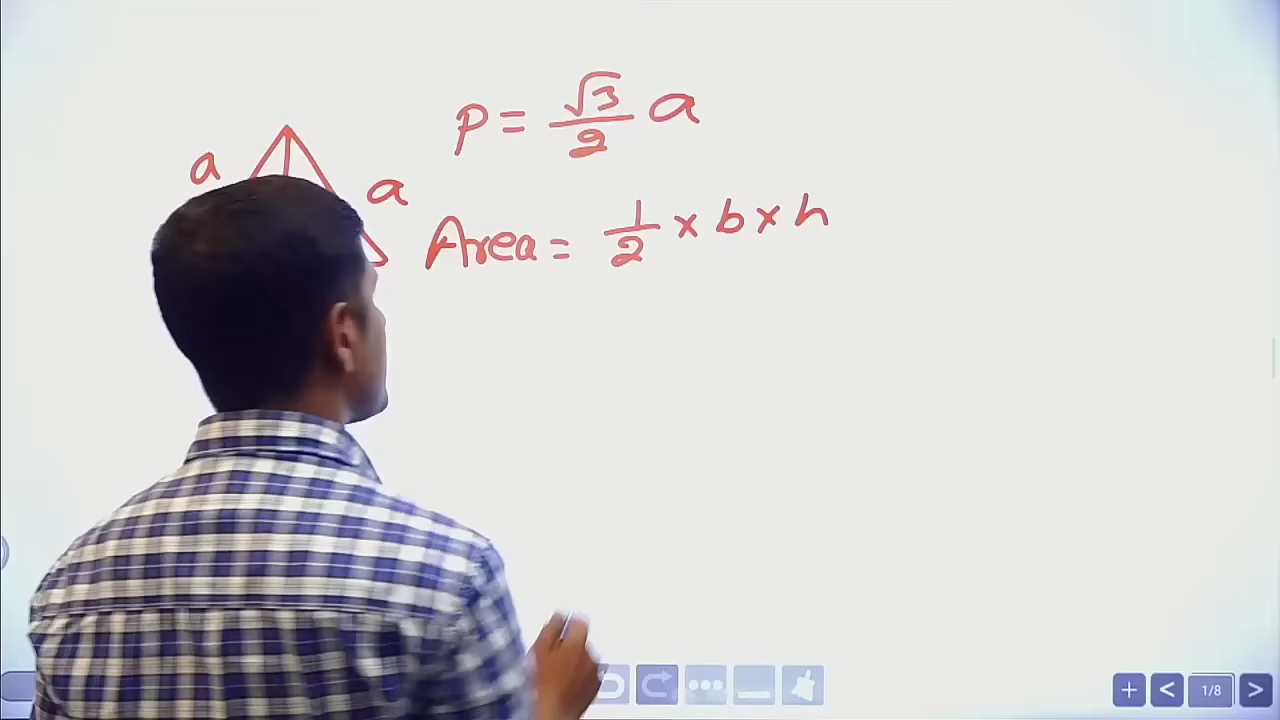 P = √3/2 a
a
a
Area = 1/2 × b × h
1/8